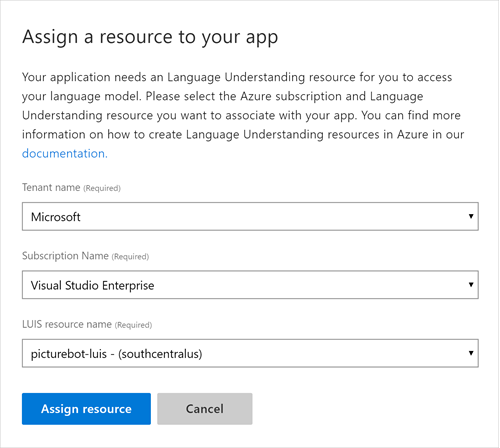 Assign a resource to your app
Your application needs an Language Understanding resource for you to access
your language model. Please select the Azure subscription and Language
Understanding resource you want to associate with your app. You can find more
information on how to create Language Understanding resources in Azure in our
documentation.
Tenant name (Required)
Microsoft
Subscription Name (Required)
Visual Studio Enterprise
LUIS resource name (Required)
picturebot-luis - (southcentralus)
Assign resource Cancel